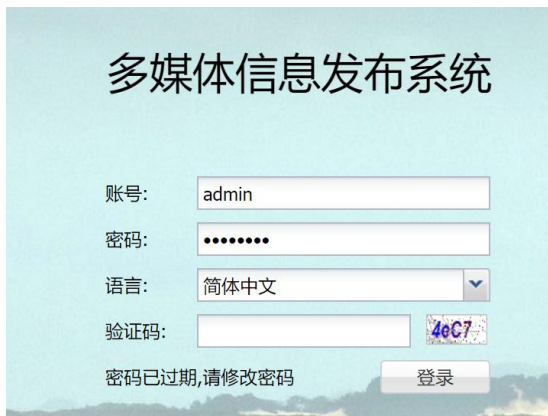 多媒体信息发布系统
账号: admin
密码: ••••••••
语言: 简体中文
验证码: 4eC7
密码已过期,请修改密码 登录